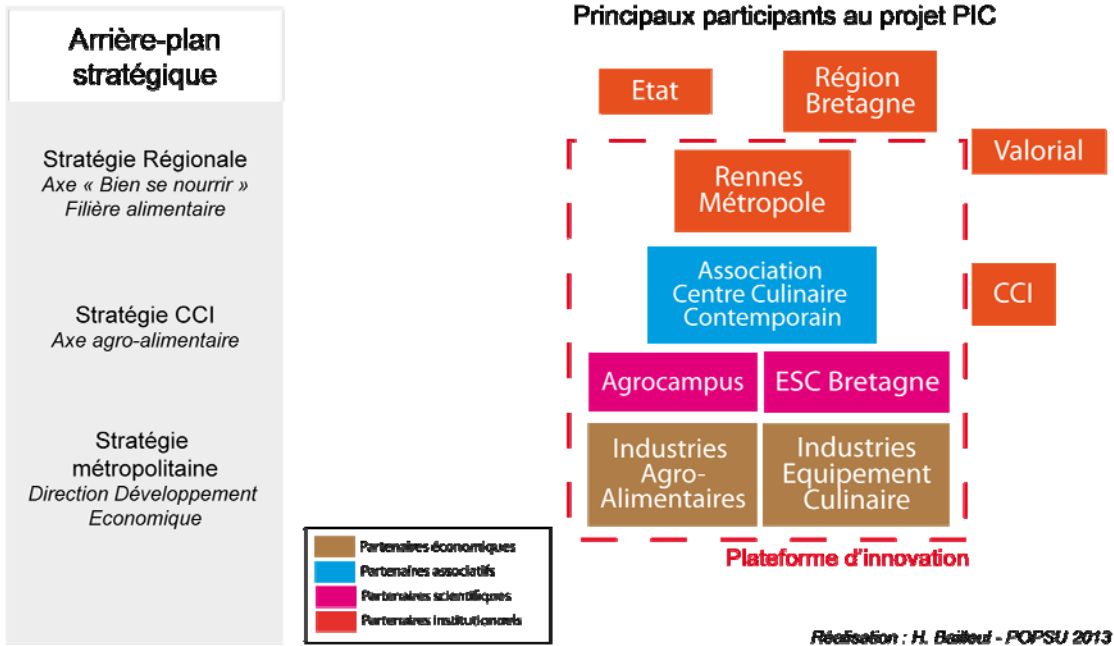 Principaux participants au projet PIC
Arrière-plan
stratégique
Stratégie Régionale
Axe « Bien se nourrir »
Filière alimentaire
Stratégie CCI
Axe agro-alimentaire
Stratégie
métropolitaine
Direction Développement
Economique
Etat
Région
Bretagne
Valorial
Rennes
Métropole
Association
Centre Culinaire
Contemporain
CCI
Agrocampus
ESC Bretagne
Industries
Agro-
Alimentaires
Industries
Equipement
Culinaire
Plateforme d'innovation
Partenaires économiques
Partenaires associatifs
Partenaires scientifiques
Partenaires institutionnels
Réalisation : H. Bailleul - POPSU 2013